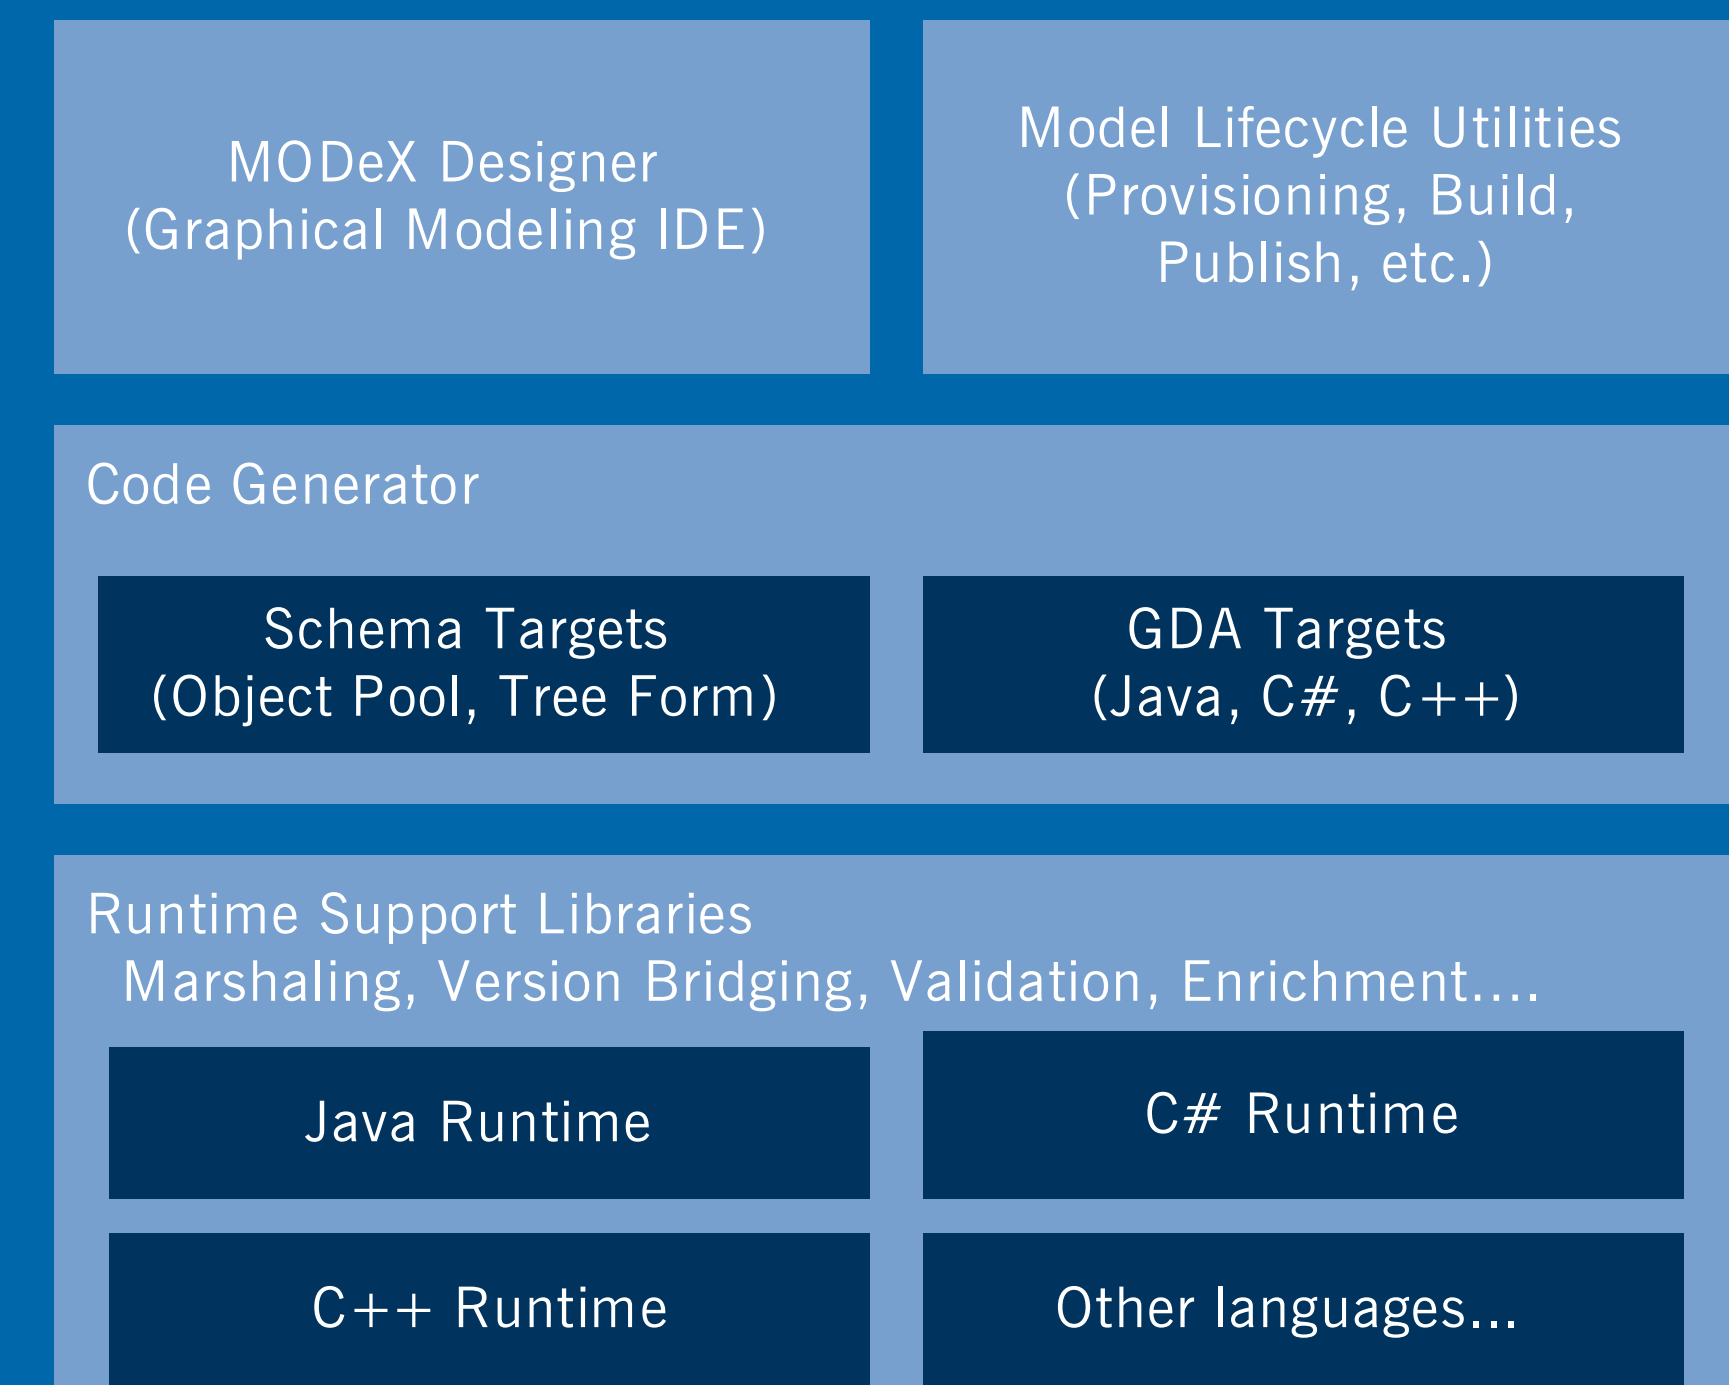 MODeX Designer
(Graphical Modeling IDE)
Model Lifecycle Utilities
(Provisioning, Build,
Publish, etc.)
Code Generator
Schema Targets
(Object Pool, Tree Form)
GDA Targets
(Java, C#, C++)
Runtime Support Libraries
Marshaling, Version Bridging, Validation, Enrichment....
Java Runtime
C# Runtime
C++ Runtime
Other languages...